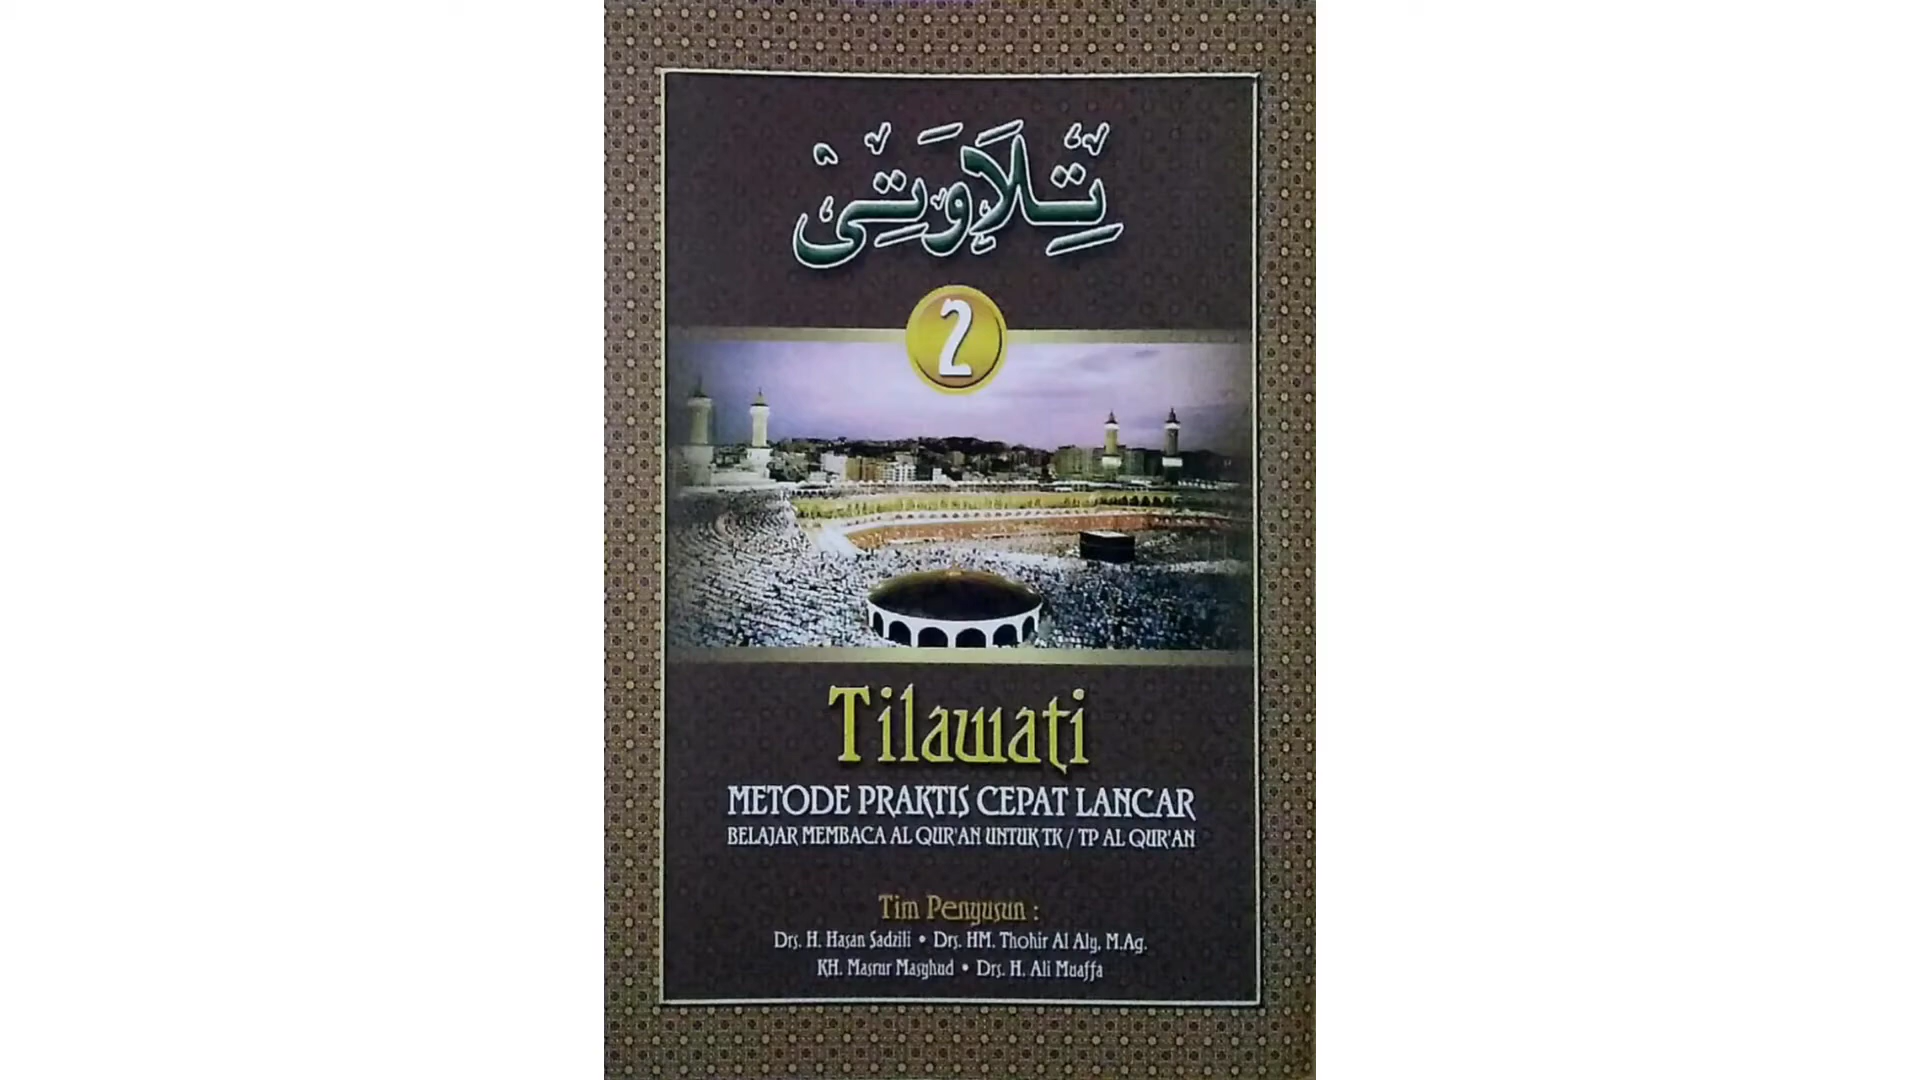 تِلَاوَتِىْ
2
Tilawati
METODE PRAKTIS CEPAT LANCAR
BELAJAR MEMBACA AL QUR'AN UNTUK TK / TP AL QUR'AN
Tim Penyusun :
Drs. H. Hasan Sadzili • Drs. HM. Thohir Al Aly, M.Ag.
KH. Masrur Masyhud • Drs. H. Ali Muaffa